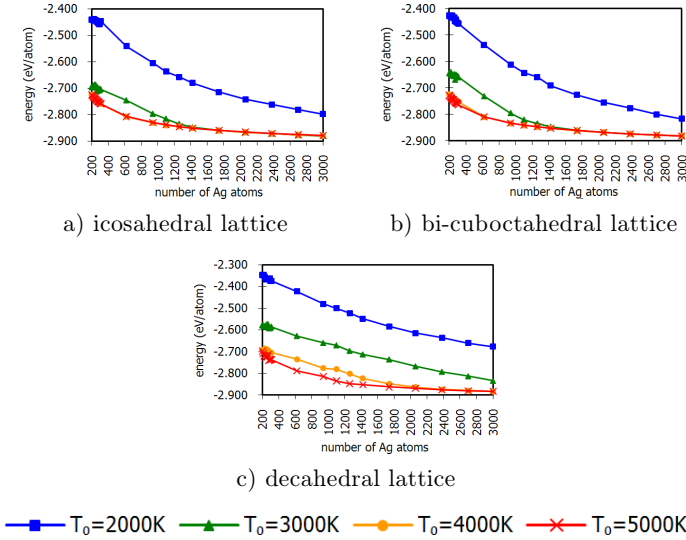 -2.400
-2.500
-2.600
-2.700
-2.800
-2.900
energy (eV/atom)
200 400 600 800 1000 1200 1400 1600 1800 2000 2200 2400 2600 2800 3000
number of Ag atoms
a) icosahedral lattice
-2.400
-2.500
-2.600
-2.700
-2.800
-2.900
energy (eV/atom)
200 400 600 800 1000 1200 1400 1600 1800 2000 2200 2400 2600 2800 3000
number of Ag atoms
b) bi-cuboctahedral lattice
-2.300
-2.400
-2.500
-2.600
-2.700
-2.800
-2.900
energy (eV/atom)
200 400 600 800 1000 1200 1400 1600 1800 2000 2200 2400 2600 2800 3000
number of Ag atoms
c) decahedral lattice
T₀=2000K T₀=3000K T₀=4000K T₀=5000K